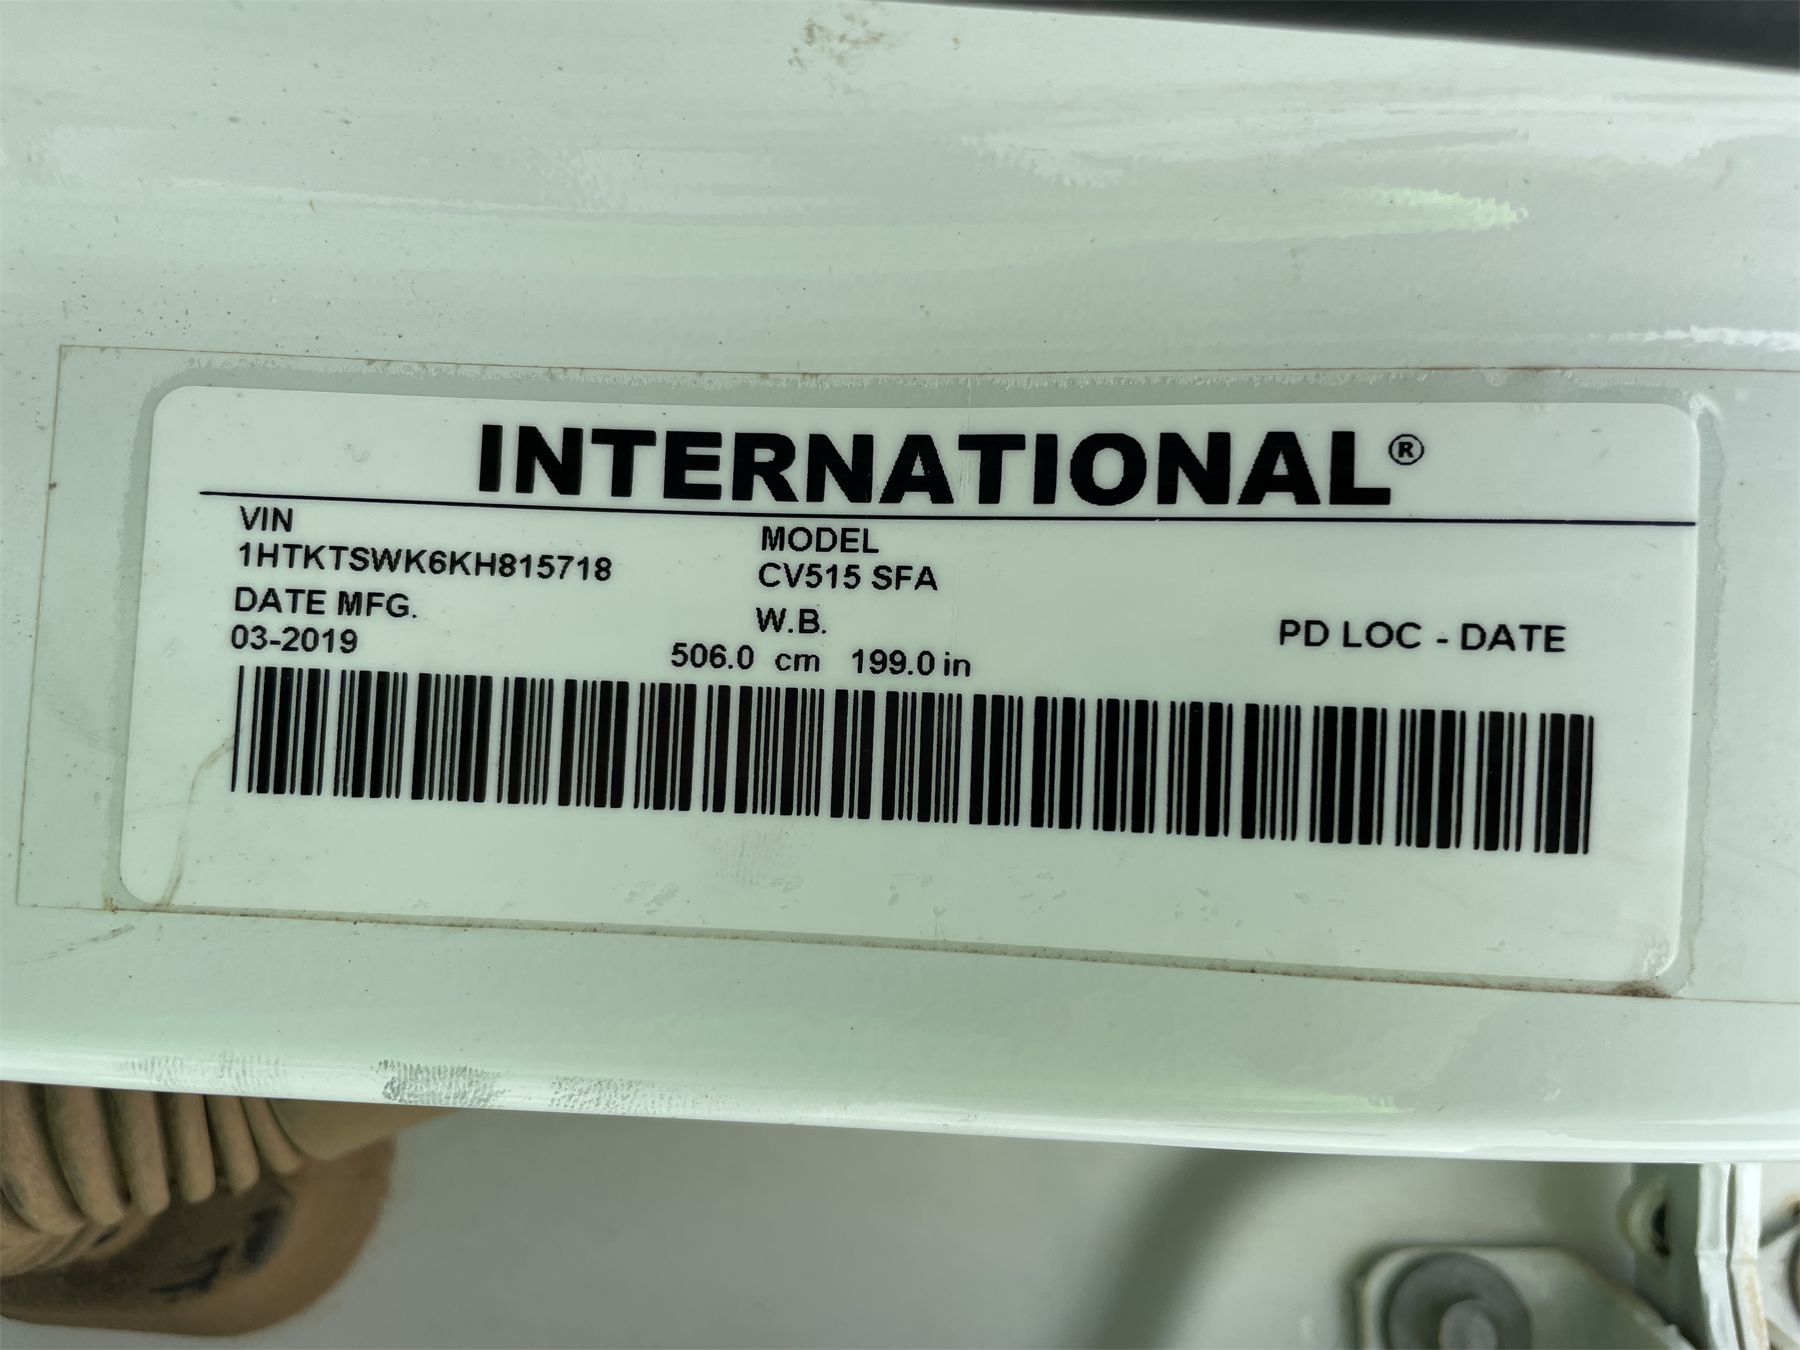 INTERNATIONAL®
VIN
1HTKTSWK6KH815718
MODEL
CV515 SFA
DATE MFG.
03-2019
W.B.
506.0 cm 199.0 in
PD LOC - DATE